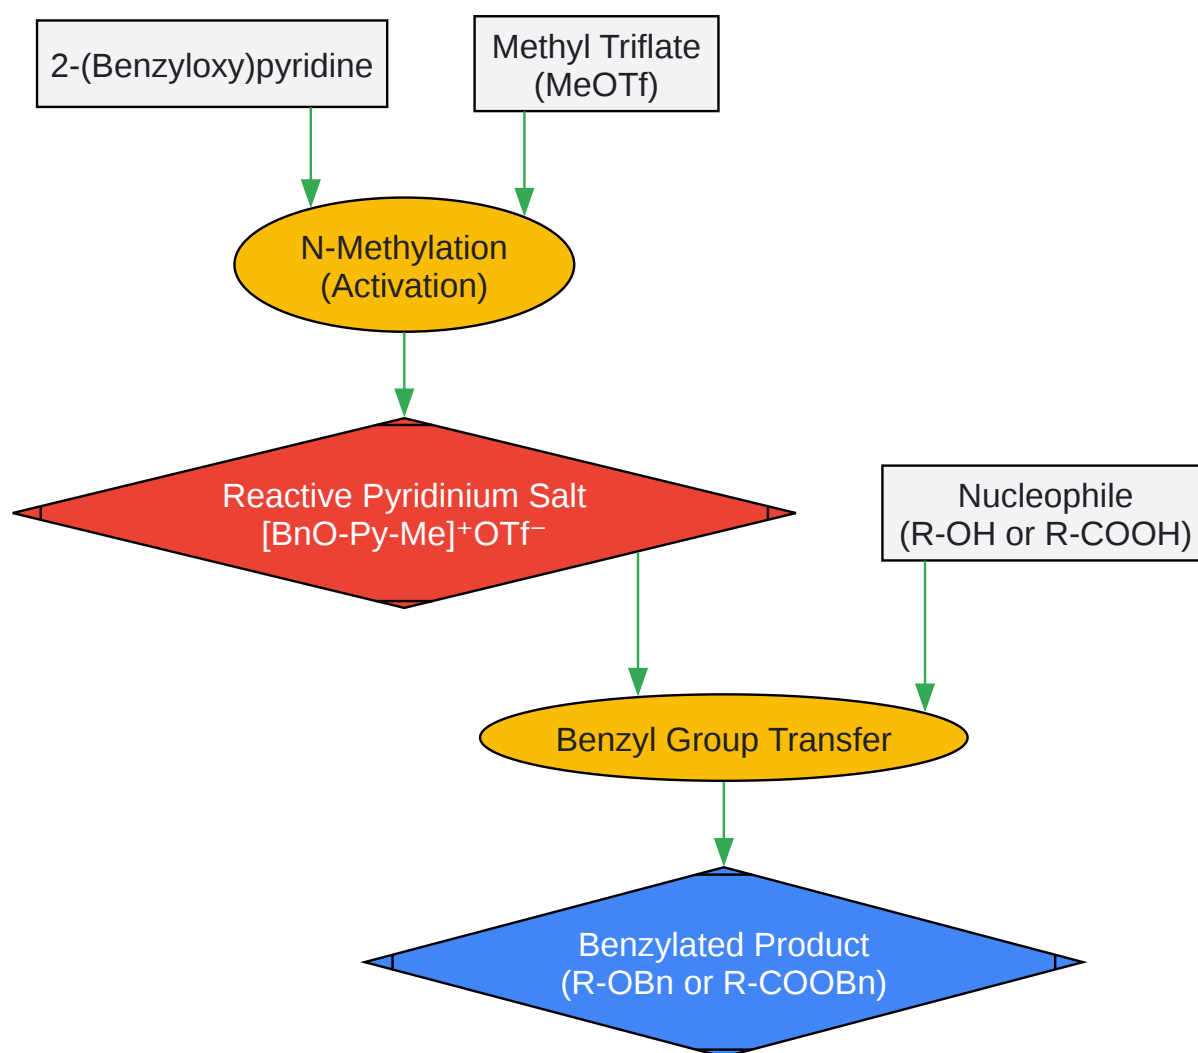 2-(Benzyloxy)pyridine
Methyl Triflate
(MeOTf)
N-Methylation
(Activation)
Reactive Pyridinium Salt
[BnO-Py-Me]⁺OTf⁻
Nucleophile
(R-OH or R-COOH)
Benzyl Group Transfer
Benzylated Product
(R-OBn or R-COOBn)